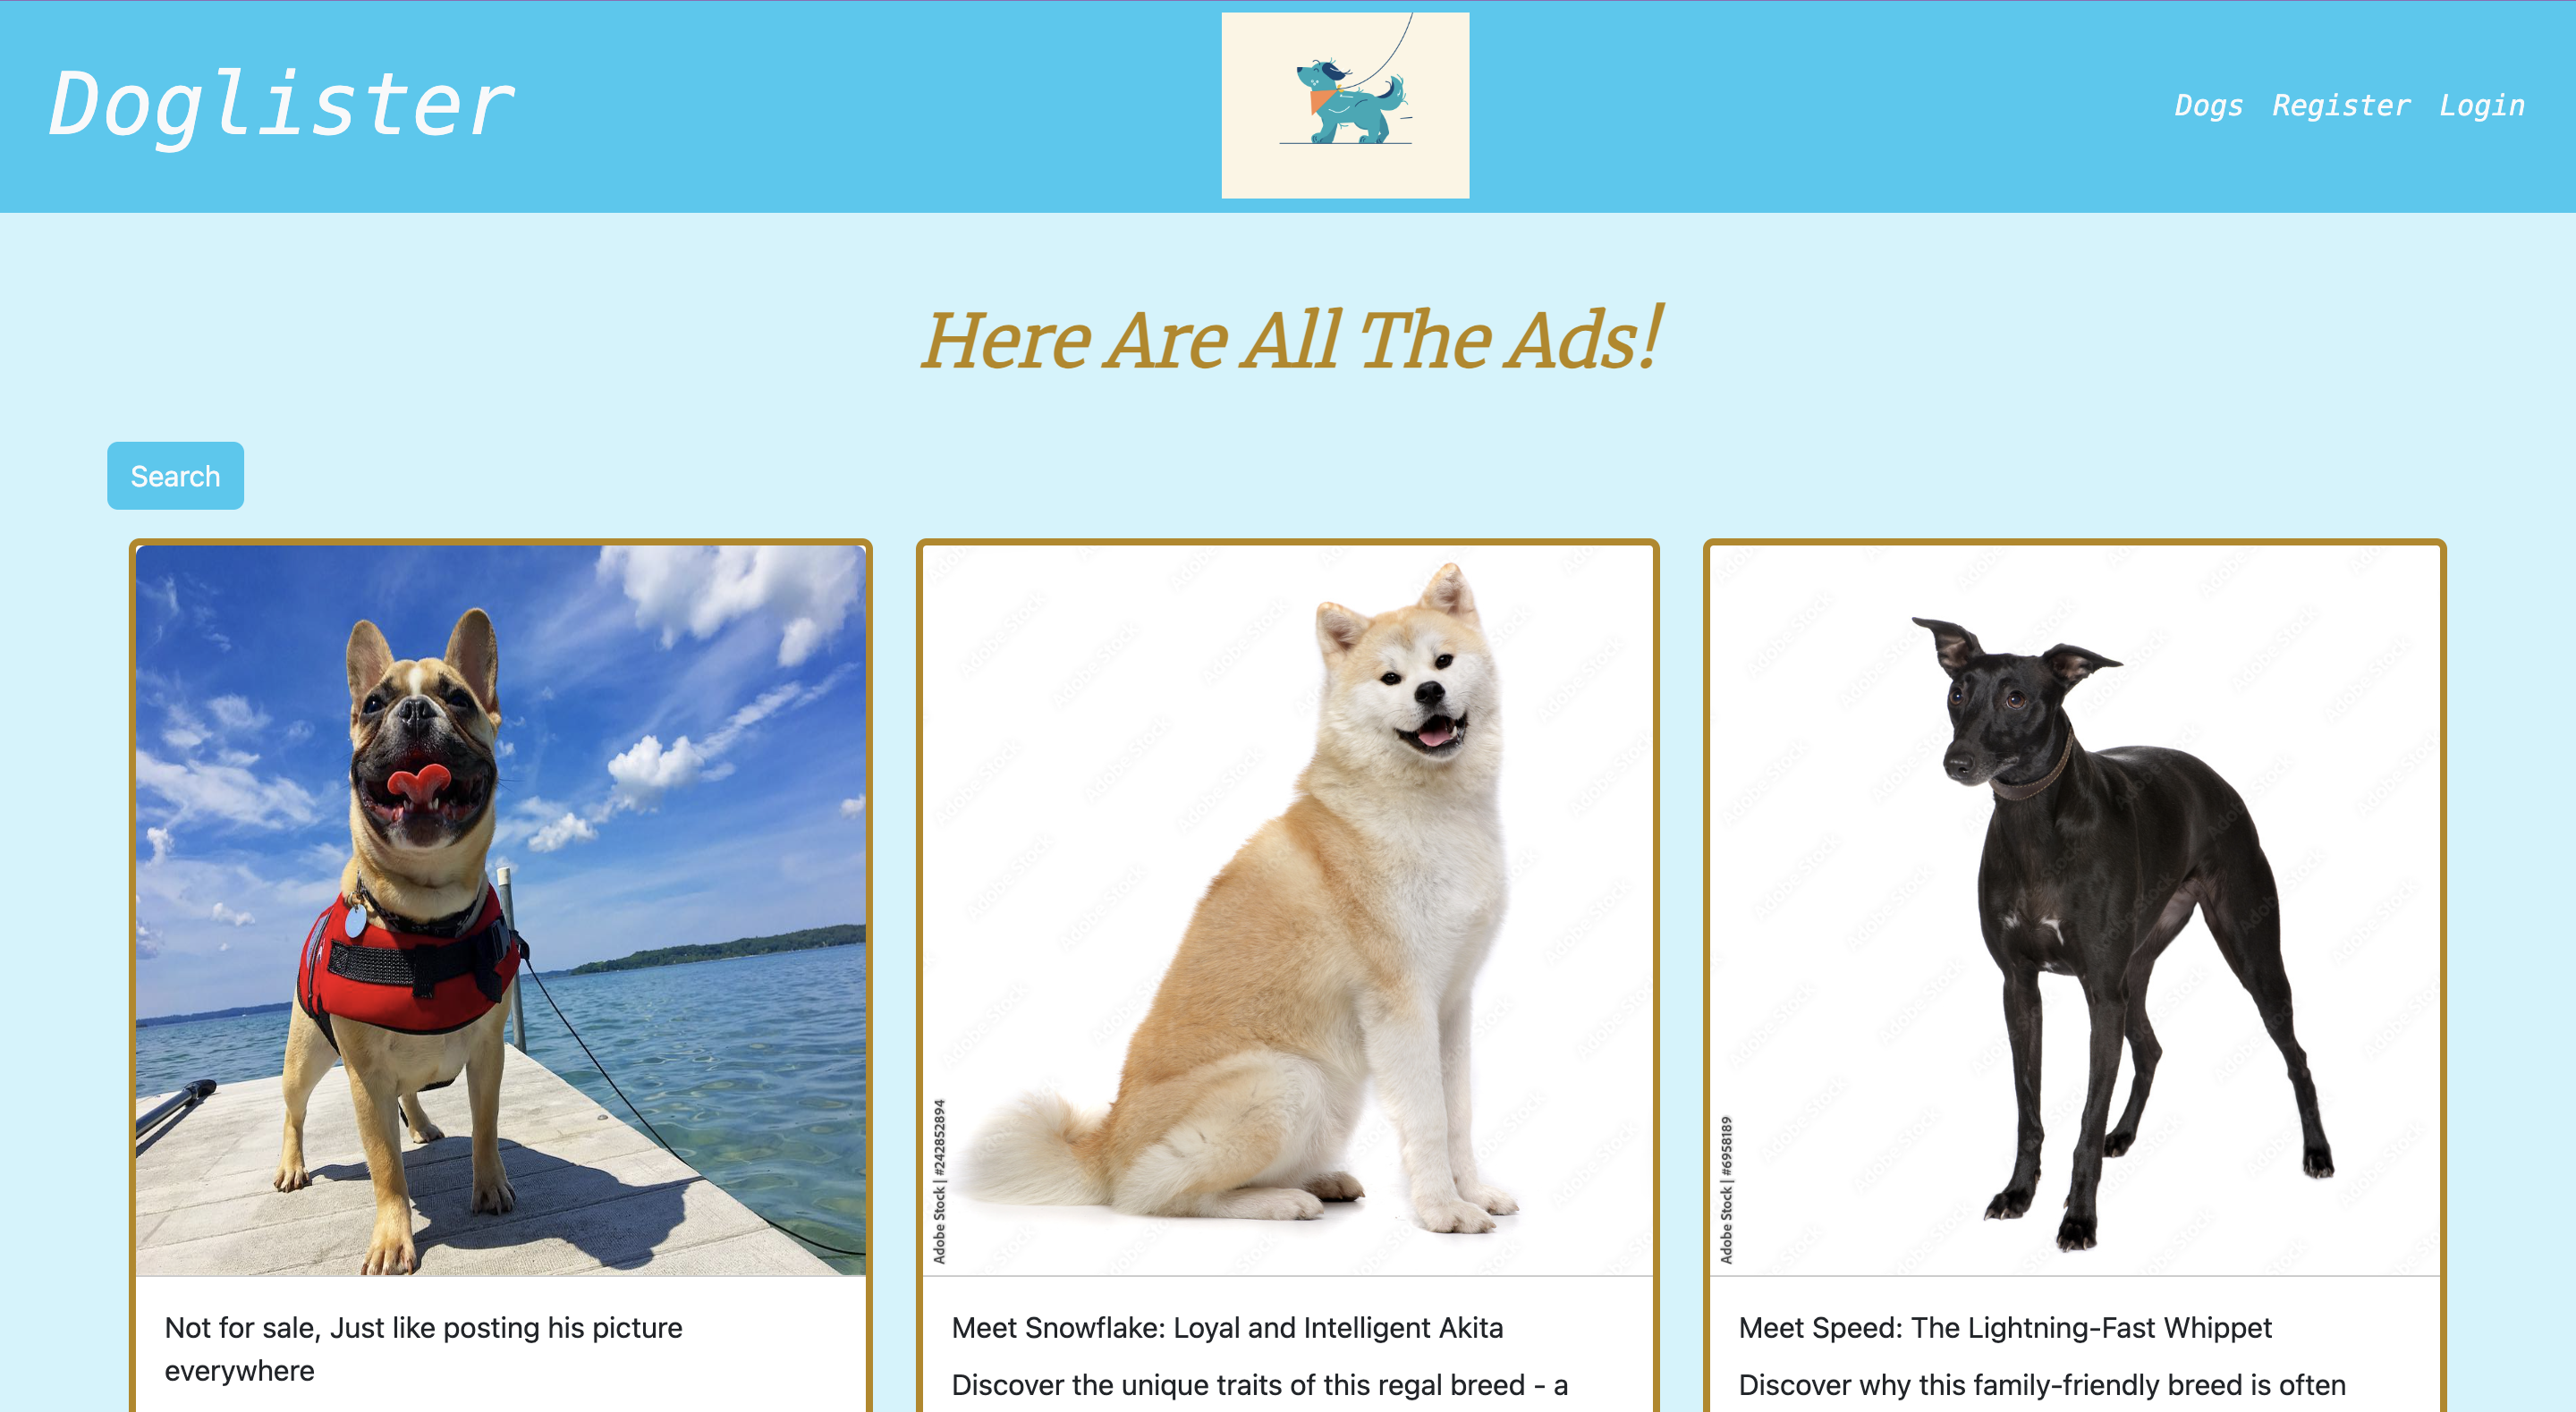 Doglister
Dogs Register Login
Here Are All The Ads!
Search
Adobe Stock | #242852894
Adobe Stock | #6958189
Not for sale, Just like posting his picture
everywhere
Meet Snowflake: Loyal and Intelligent Akita
Discover the unique traits of this regal breed - a
Meet Speed: The Lightning-Fast Whippet
Discover why this family-friendly breed is often